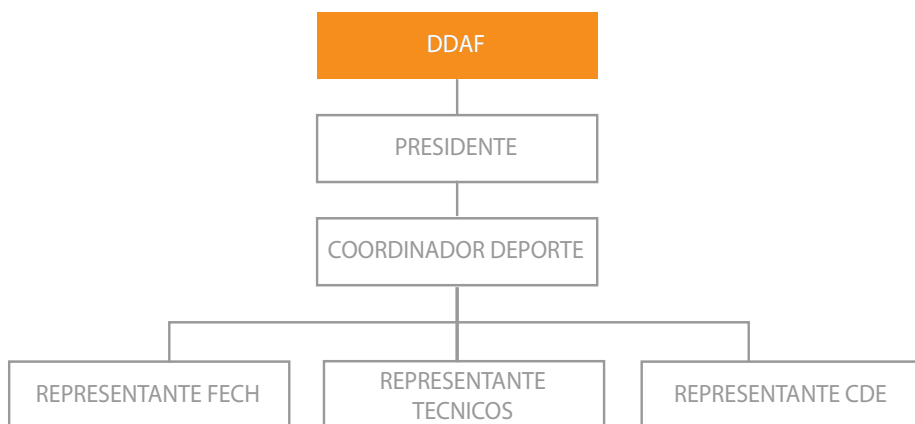 DDAF
PRESIDENTE
COORDINADOR DEPORTE
REPRESENTANTE FECH
REPRESENTANTE
TECNICOS
REPRESENTANTE CDE